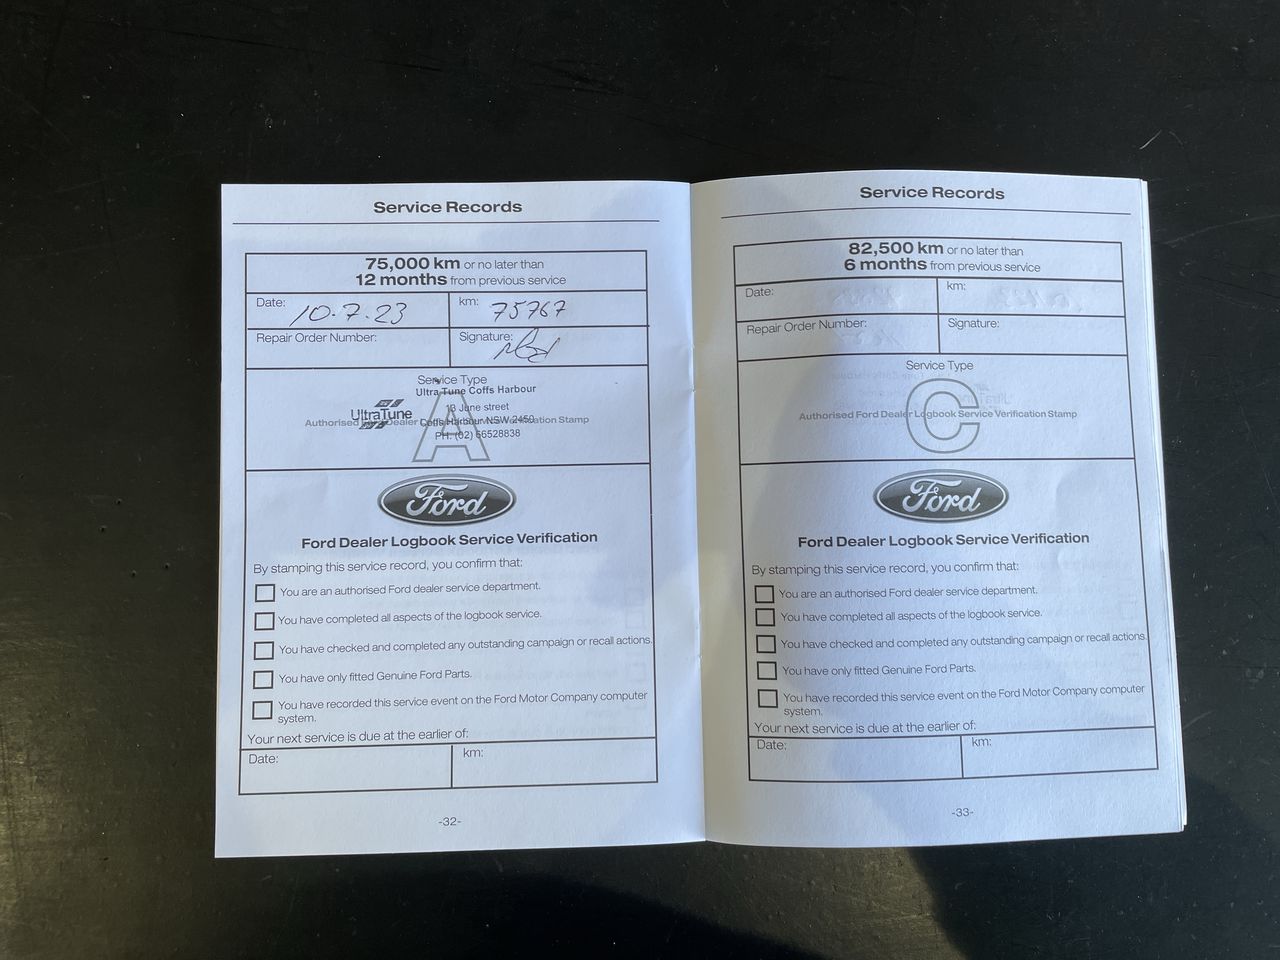 Service Records
75,000 km or no later than
12 months from previous service
Date: 10.7.23
km: 75767
Repair Order Number:
Signature:
Service Type
Ultra Tune Coffs Harbour
UltraTune
13 June street
Authorised Ford Dealer Logbook Service Verification Stamp
Coffs Harbour NSW 2450
PH: (02) 66528838
A
Ford
Ford Dealer Logbook Service Verification
By stamping this service record, you confirm that:
You are an authorised Ford dealer service department.
You have completed all aspects of the logbook service.
You have checked and completed any outstanding campaign or recall actions.
You have only fitted Genuine Ford Parts.
You have recorded this service event on the Ford Motor Company computer
system.
Your next service is due at the earlier of:
Date:
km:
-32-
Service Records
82,500 km or no later than
6 months from previous service
Date:
km:
Repair Order Number:
Signature:
Service Type
Authorised Ford Dealer Logbook Service Verification Stamp
C
Ford
Ford Dealer Logbook Service Verification
By stamping this service record, you confirm that:
You are an authorised Ford dealer service department.
You have completed all aspects of the logbook service.
You have checked and completed any outstanding campaign or recall actions.
You have only fitted Genuine Ford Parts.
You have recorded this service event on the Ford Motor Company computer
system.
Your next service is due at the earlier of:
Date:
km:
-33-